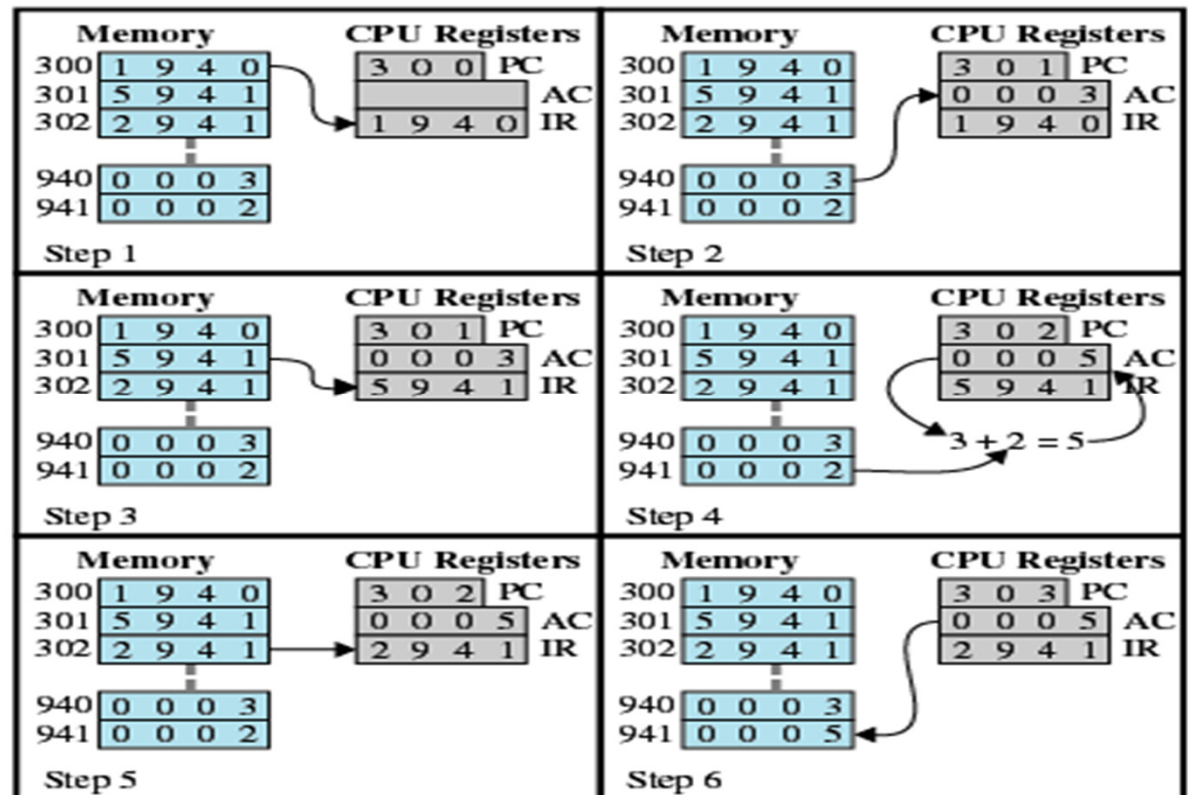 Memory CPU Registers
300 1 9 4 0 3 0 0 PC
301 5 9 4 1 AC
302 2 9 4 1 1 9 4 0 IR
940 0 0 0 3
941 0 0 0 2
Step 1
Memory CPU Registers
300 1 9 4 0 3 0 1 PC
301 5 9 4 1 0 0 0 3 AC
302 2 9 4 1 1 9 4 0 IR
940 0 0 0 3
941 0 0 0 2
Step 2
Memory CPU Registers
300 1 9 4 0 3 0 1 PC
301 5 9 4 1 0 0 0 3 AC
302 2 9 4 1 5 9 4 1 IR
940 0 0 0 3
941 0 0 0 2
Step 3
Memory CPU Registers
300 1 9 4 0 3 0 2 PC
301 5 9 4 1 0 0 0 5 AC
302 2 9 4 1 5 9 4 1 IR
940 0 0 0 3 3 + 2 = 5
941 0 0 0 2
Step 4
Memory CPU Registers
300 1 9 4 0 3 0 2 PC
301 5 9 4 1 0 0 0 5 AC
302 2 9 4 1 2 9 4 1 IR
940 0 0 0 3
941 0 0 0 2
Step 5
Memory CPU Registers
300 1 9 4 0 3 0 3 PC
301 5 9 4 1 0 0 0 5 AC
302 2 9 4 1 2 9 4 1 IR
940 0 0 0 3
941 0 0 0 5
Step 6